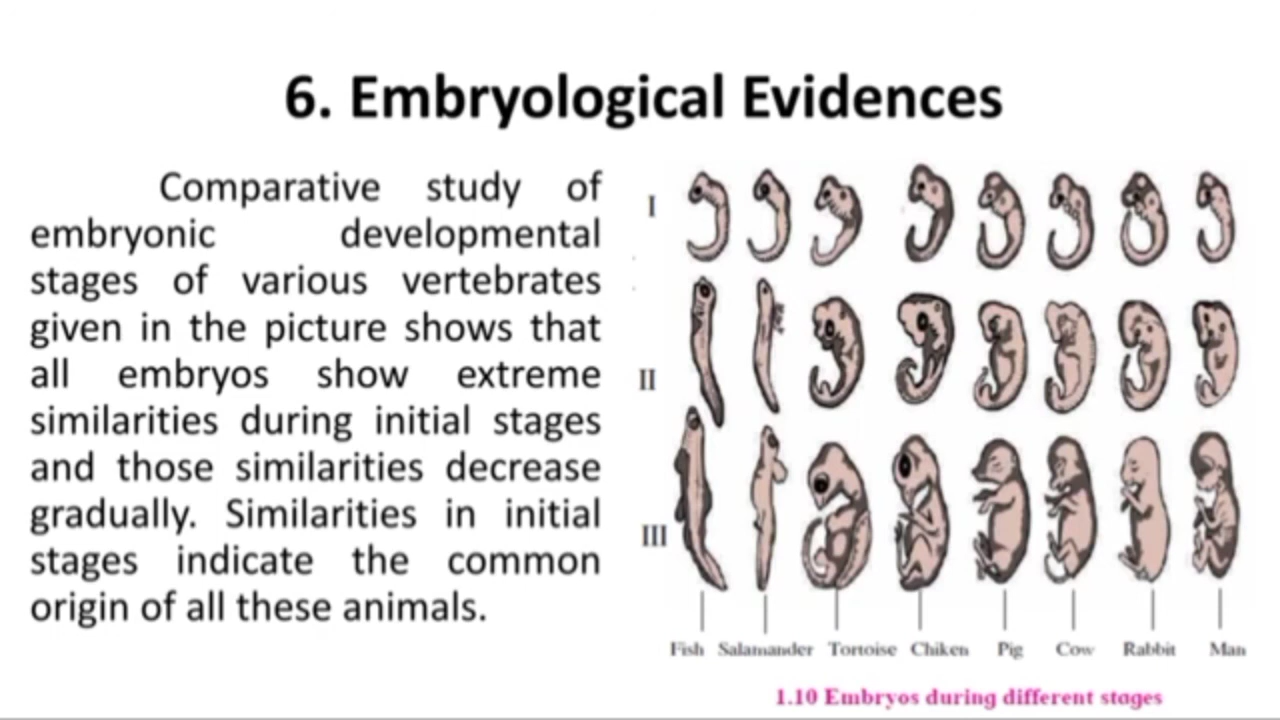 6. Embryological Evidences
Comparative study of
embryonic developmental
stages of various vertebrates
given in the picture shows that
all embryos show extreme
similarities during initial stages
and those similarities decrease
gradually. Similarities in initial
stages indicate the common
origin of all these animals.
I
II
III
Fish Salamander Tortoise Chiken Pig Cow Rabbit Man
1.10 Embryos during different stages